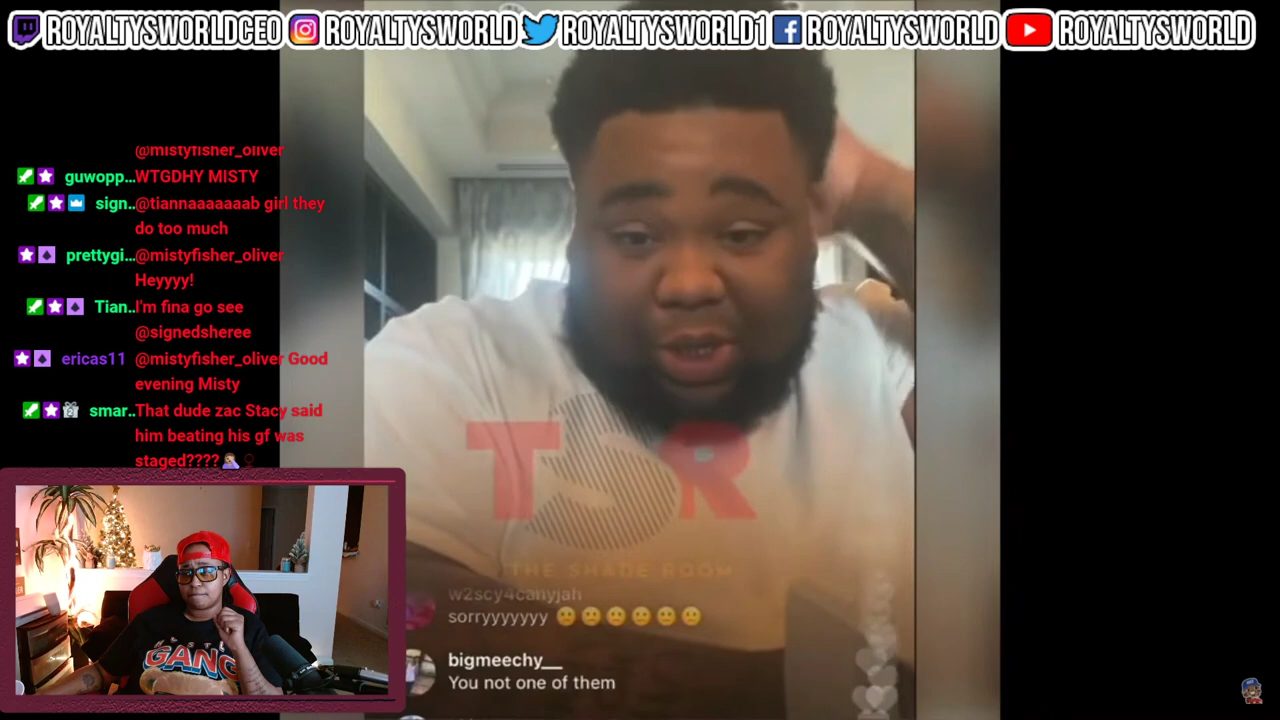 ROYALTYSWORLDCEO ROYALTYSWORLD ROYALTYSWORLD1 ROYALTYSWORLD ROYALTYSWORLD
@mistyfisher_oliver
guwopp...WTGDHY MISTY
sign..@tiannaaaaaab girl they
do too much
prettygi...@mistyfisher_oliver
Heyyyy!
Tian..I'm fina go see
@signedsheree
ericas11 @mistyfisher_oliver Good
evening Misty
smar..That dude zac Stacy said
him beating his gf was
staged????
TSR
THE SHADE ROOM
w2scy4canyjah
sorryyyyyyy
bigmeechy__
You not one of them
GANG